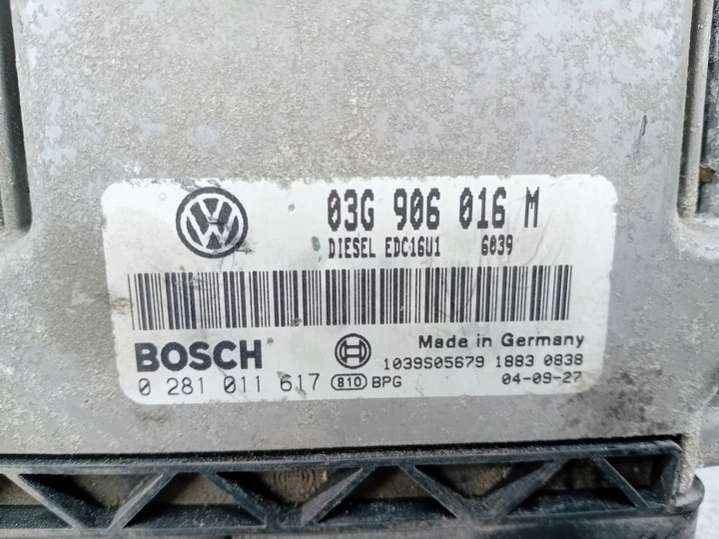 03G 906 016 M
DIESEL EDC16U1 6039
BOSCH
Made in Germany
1039S05679 1883 0838
0 281 011 617 810 BPG 04-09-27